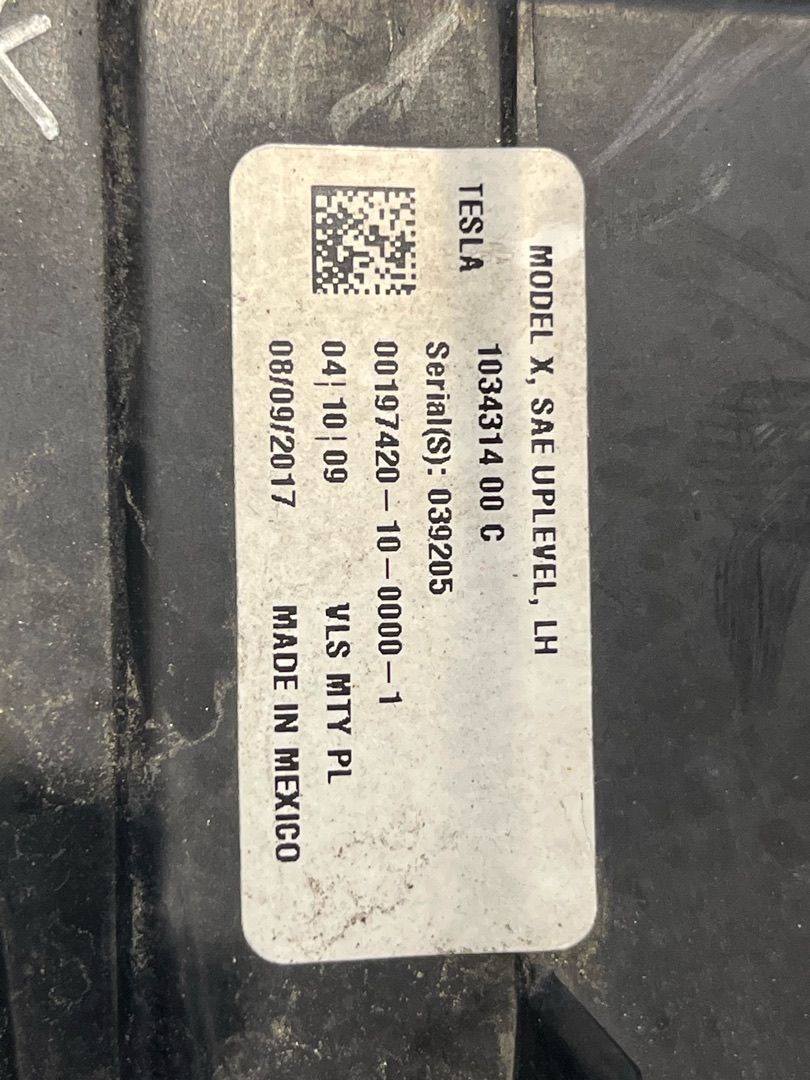 MODEL X, SAE UPLEVEL, LH
TESLA
1034314 00 C
Serial(S): 039205
00197420-10-0000-1
04|10|09 VLS MTY PL
08/09/2017 MADE IN MEXICO